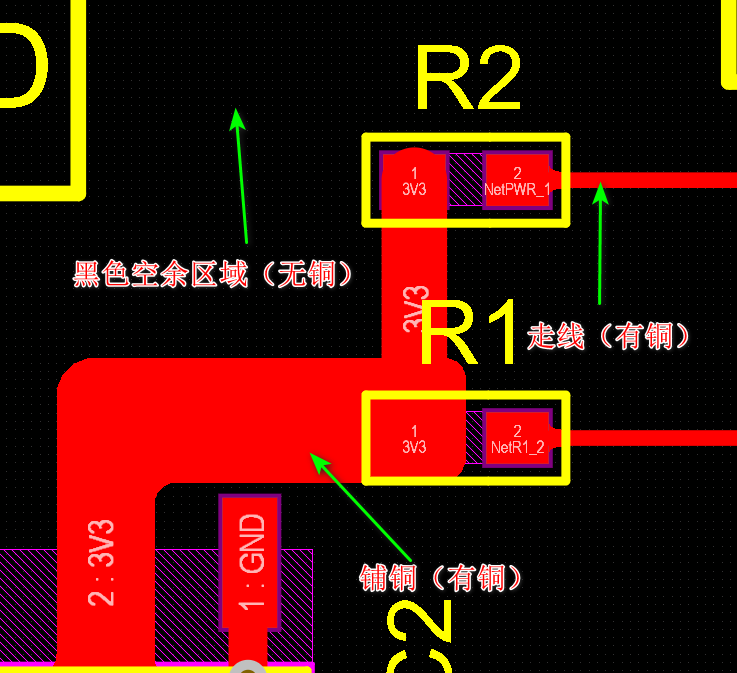 D
R2
1
3V3
2
NetPWR_1
黑色空余区域（无铜）
3V3
R1
走线（有铜）
1
3V3
2
NetR1_2
2 : 3V3
1 : GND
铺铜（有铜）
C2